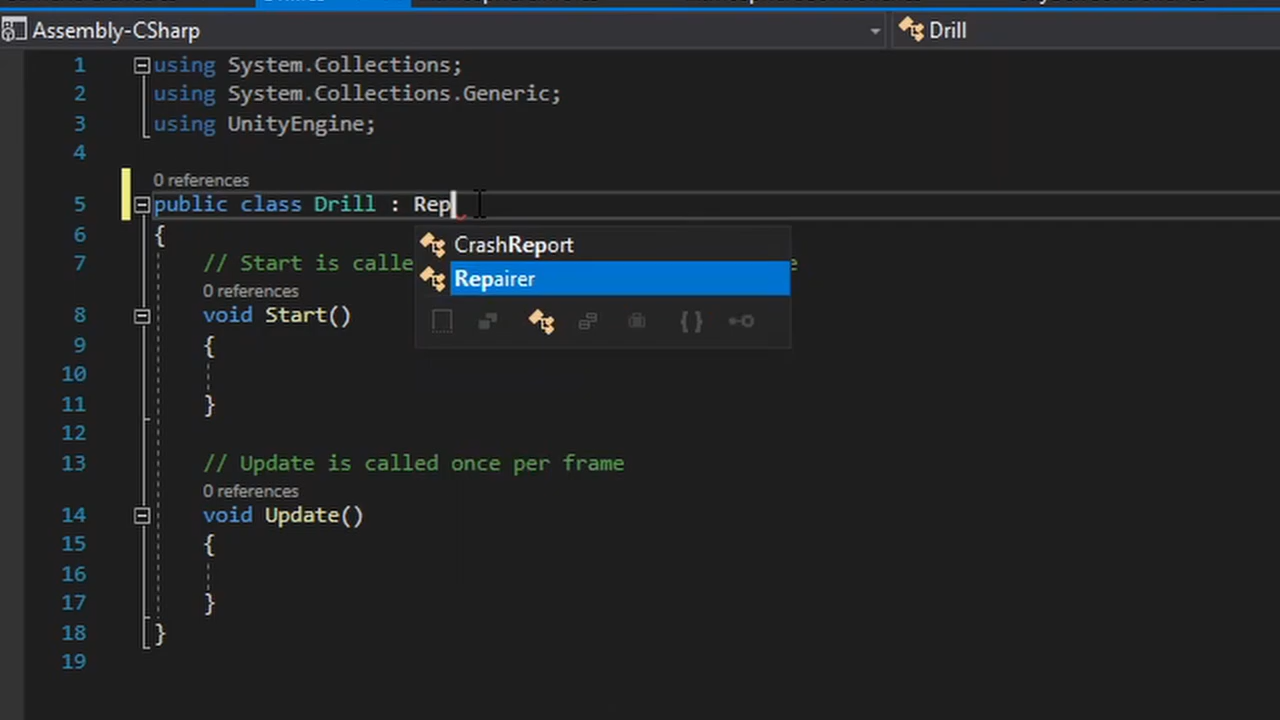 Assembly-CSharp
Drill
1 using System.Collections;
2 using System.Collections.Generic;
3 using UnityEngine;
4
0 references
5 public class Drill : Rep
6 {
CrashReport
7 // Start is calle e
Repairer
0 references
8 void Start()
9 {
10
11 }
12
13 // Update is called once per frame
0 references
14 void Update()
15 {
16
17 }
18 }
19